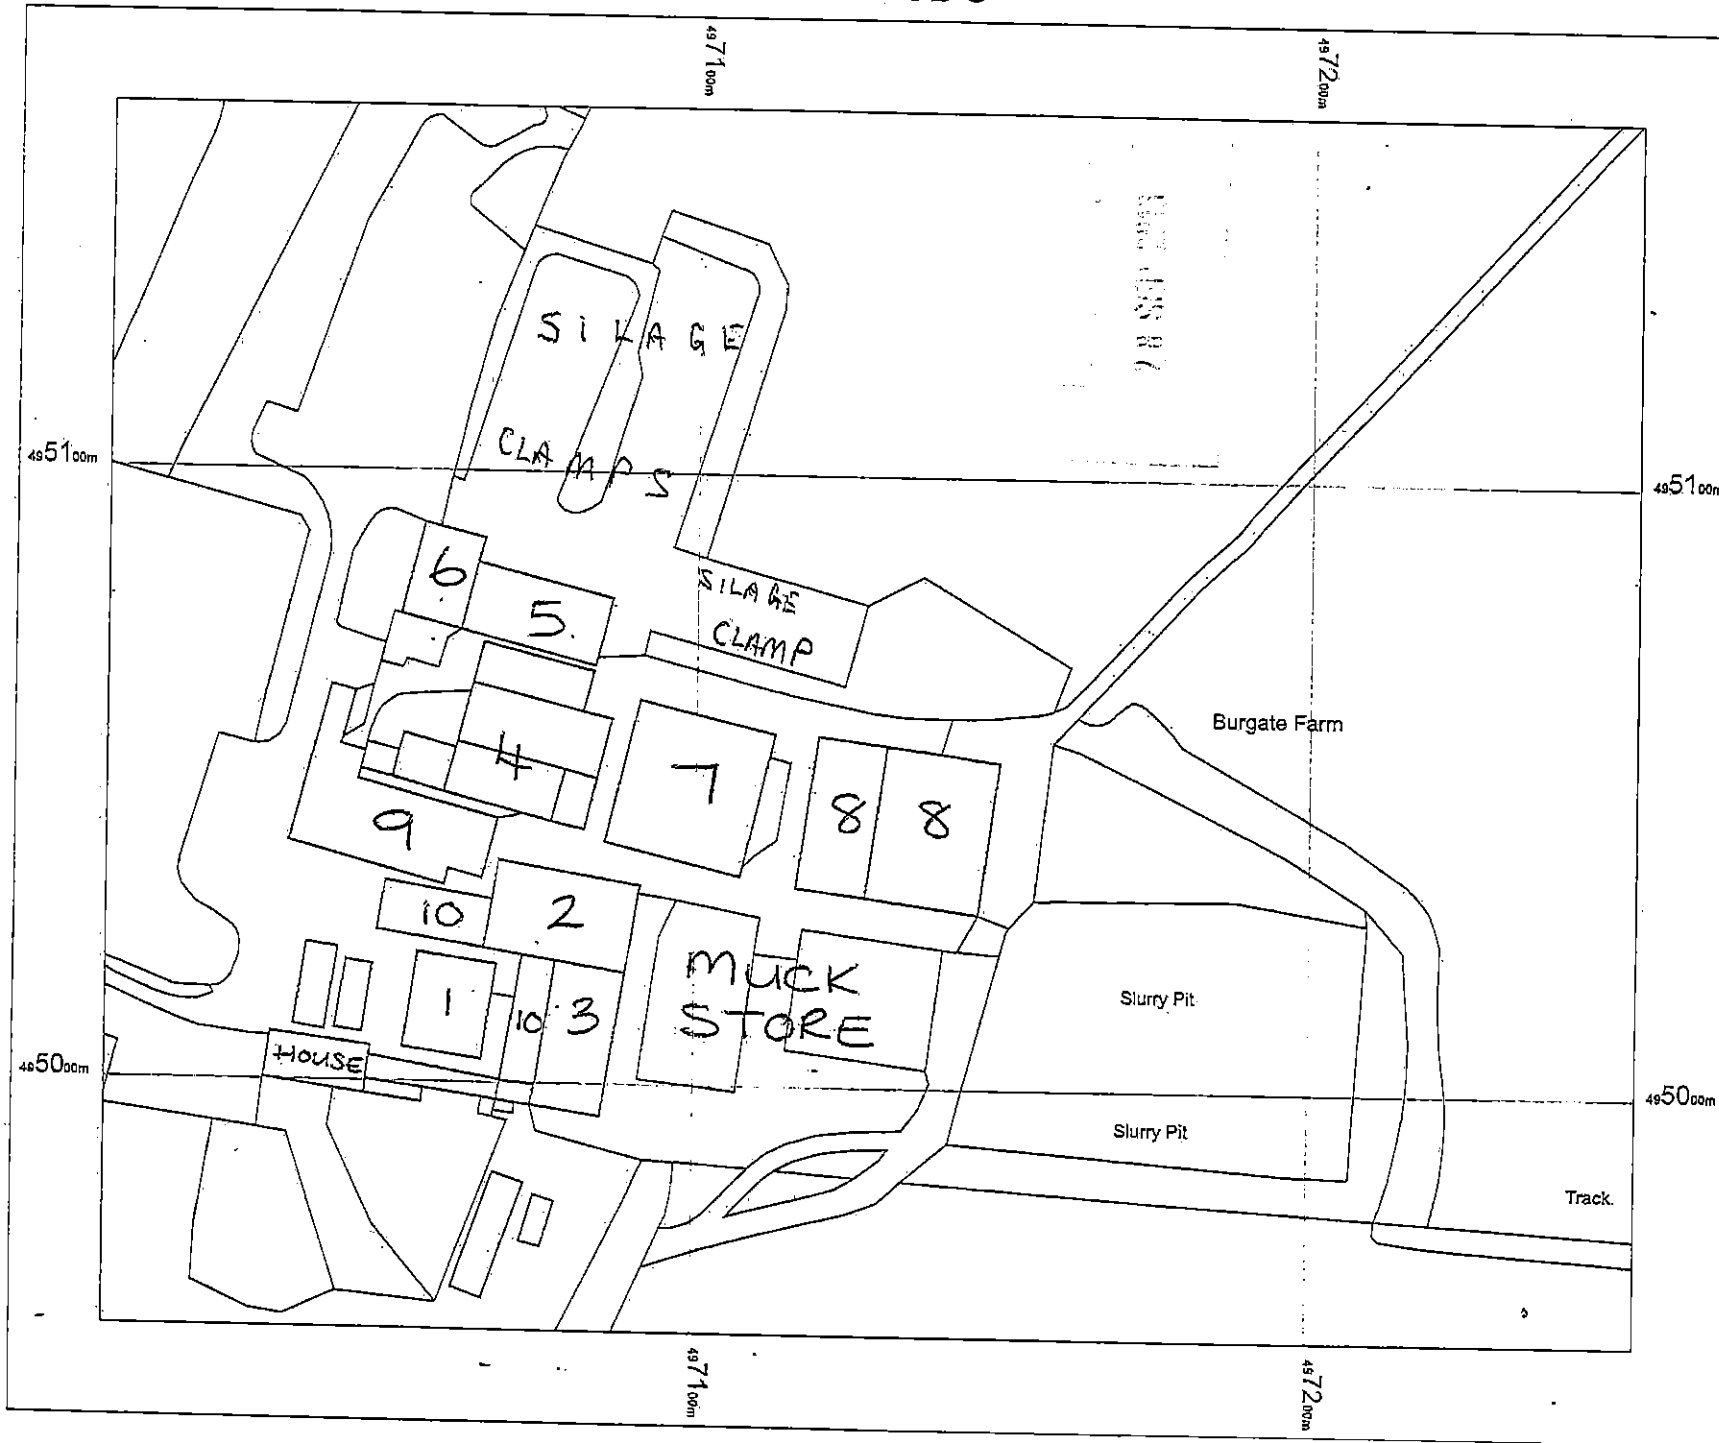 4971 00m
4972 00m
SILAGE
4951 00m
CLAMPS
4951 00m
6
5.
SILAGE
CLAMP
Burgate Farm
4
7
8
8
9
10
2
MUCK
STORE
Slurry Pit
1
10
3
HOUSE
4950 00m
4950 00m
Slurry Pit
Track
4971 00m
4972 00m